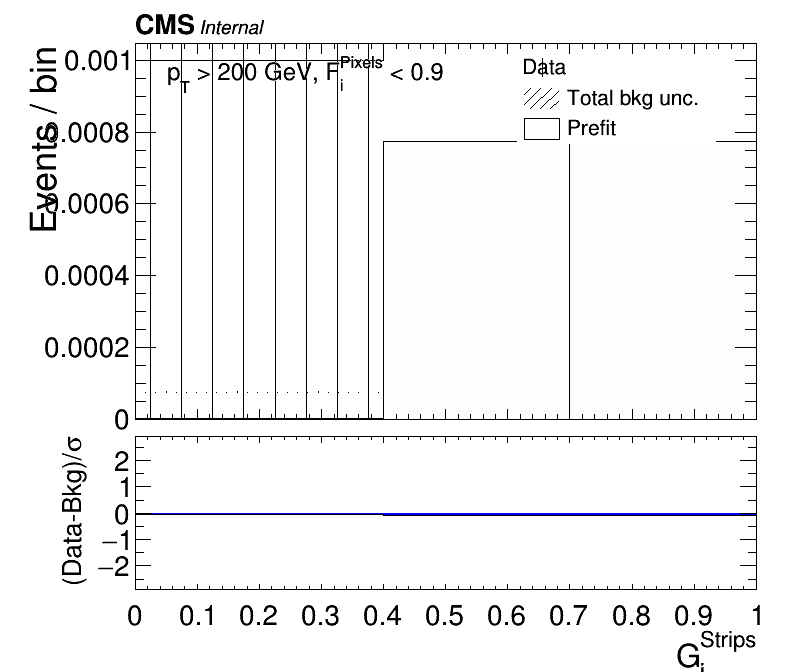 CMS Internal
Events / bin
0.001
0.0008
0.0006
0.0004
0.0002
0
p_T > 200 GeV, F_i^Pixels < 0.9
Data
Total bkg unc.
Prefit
(Data-Bkg)/σ
2
1
0
−1
−2
0 0.1 0.2 0.3 0.4 0.5 0.6 0.7 0.8 0.9 1
G_i^Strips